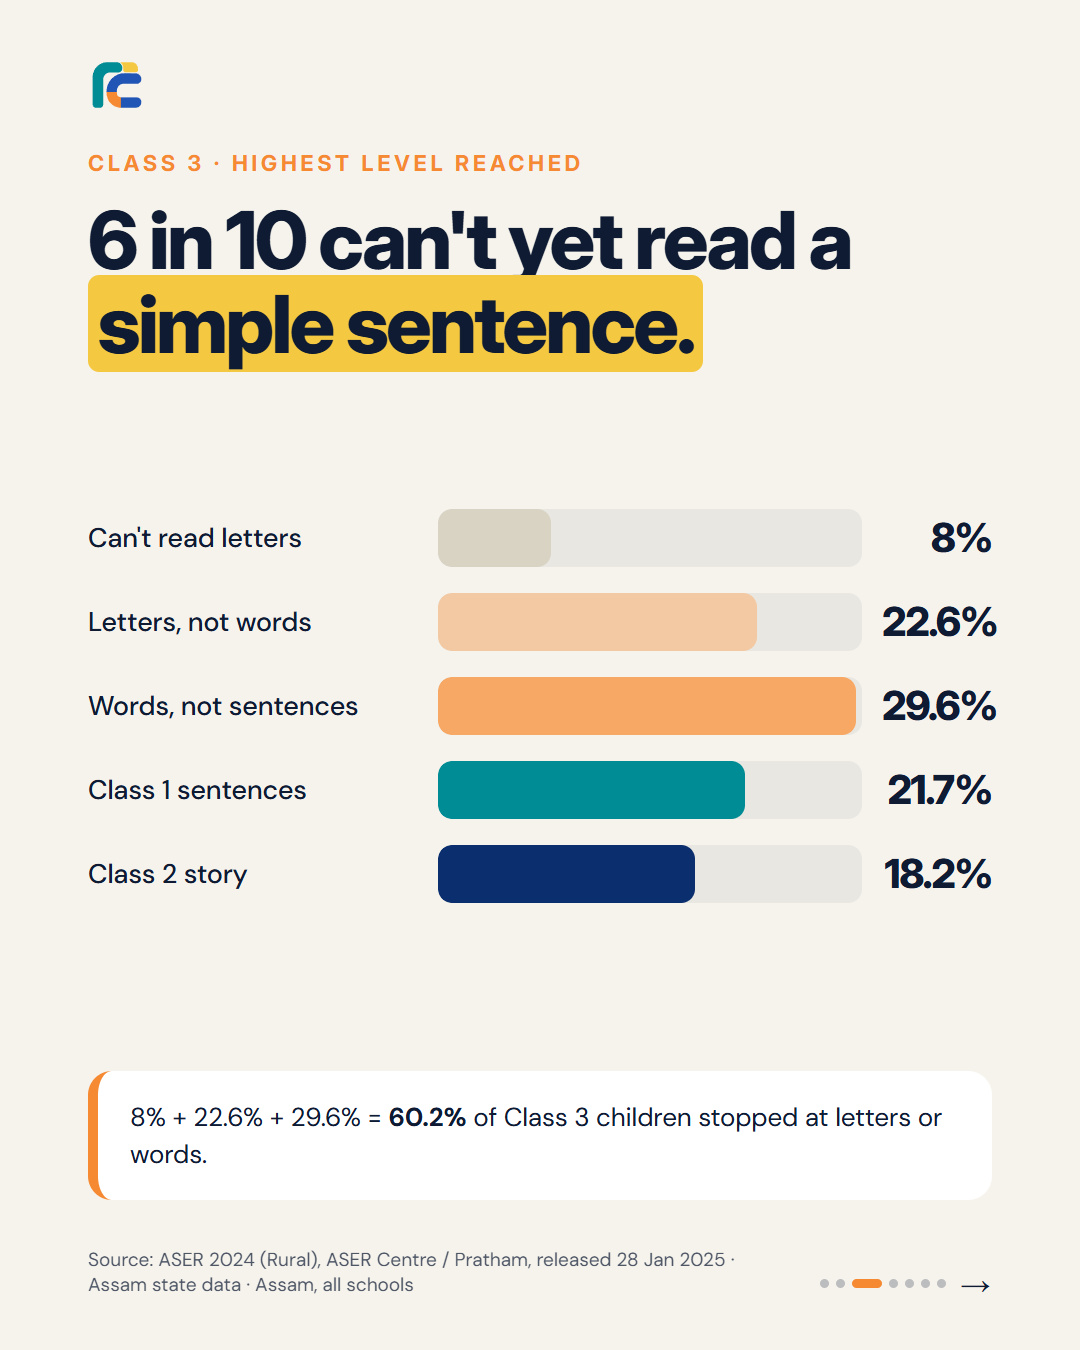 CLASS 3 · HIGHEST LEVEL REACHED
6 in 10 can't yet read a
simple sentence.
Can't read letters 8%
Letters, not words 22.6%
Words, not sentences 29.6%
Class 1 sentences 21.7%
Class 2 story 18.2%
8% + 22.6% + 29.6% = 60.2% of Class 3 children stopped at letters or
words.
Source: ASER 2024 (Rural), ASER Centre / Pratham, released 28 Jan 2025 ·
Assam state data · Assam, all schools